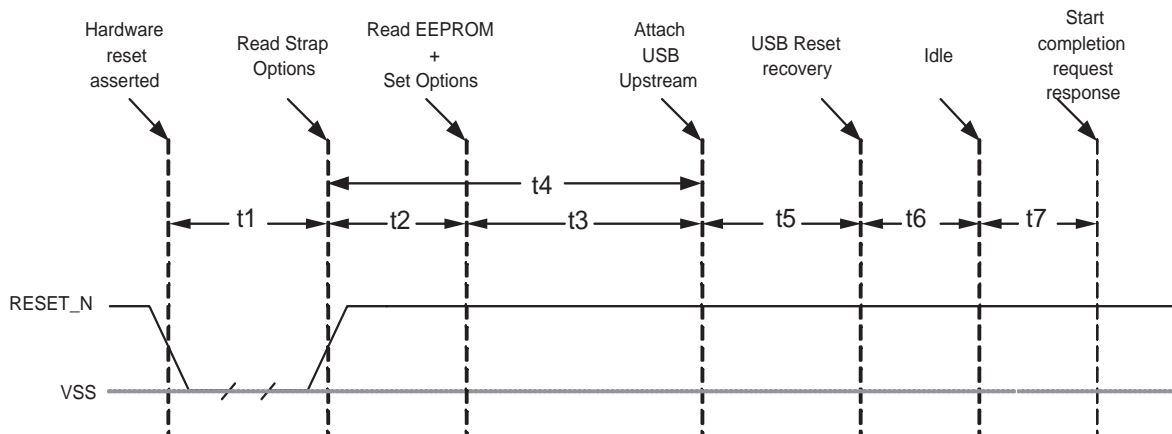 Hardware
reset
asserted
Read Strap
Options
Read EEPROM
+
Set Options
Attach
USB
Upstream
USB Reset
recovery
Idle
Start
completion
request
response
t4
t1
t2
t3
t5
t6
t7
RESET_N
VSS